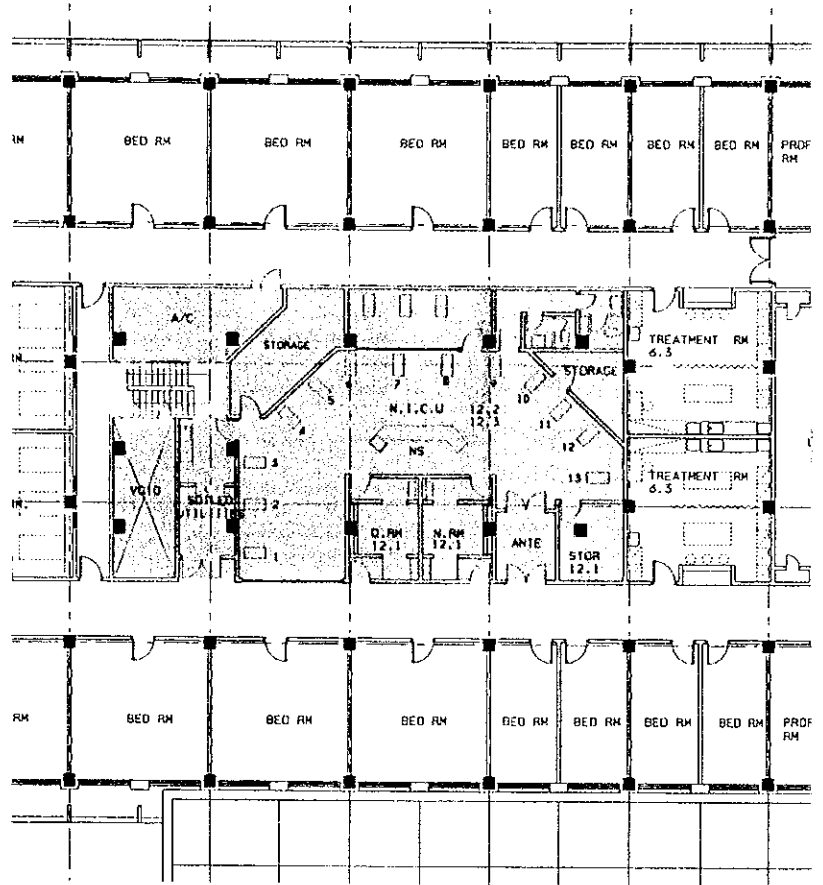 RM
BED RM
BED RM
BED RM
BED RM
BED RM
BED RM
BED RM
PROF
RM
A/C
STORAGE
TREATMENT RM
6.3
STORAGE
6
7
8
9
10
5
N.I.C.U
12.2
12.3
11
4
12
NS
3
13
TREATMENT RM
6.3
VOID
SOILED
UTILITIES
2
D.RM
12.1
N.RM
12.1
ANTE
STOR
12.1
1
RM
BED RM
BED RM
BED RM
BED RM
BED RM
BED RM
BED RM
PROF
RM